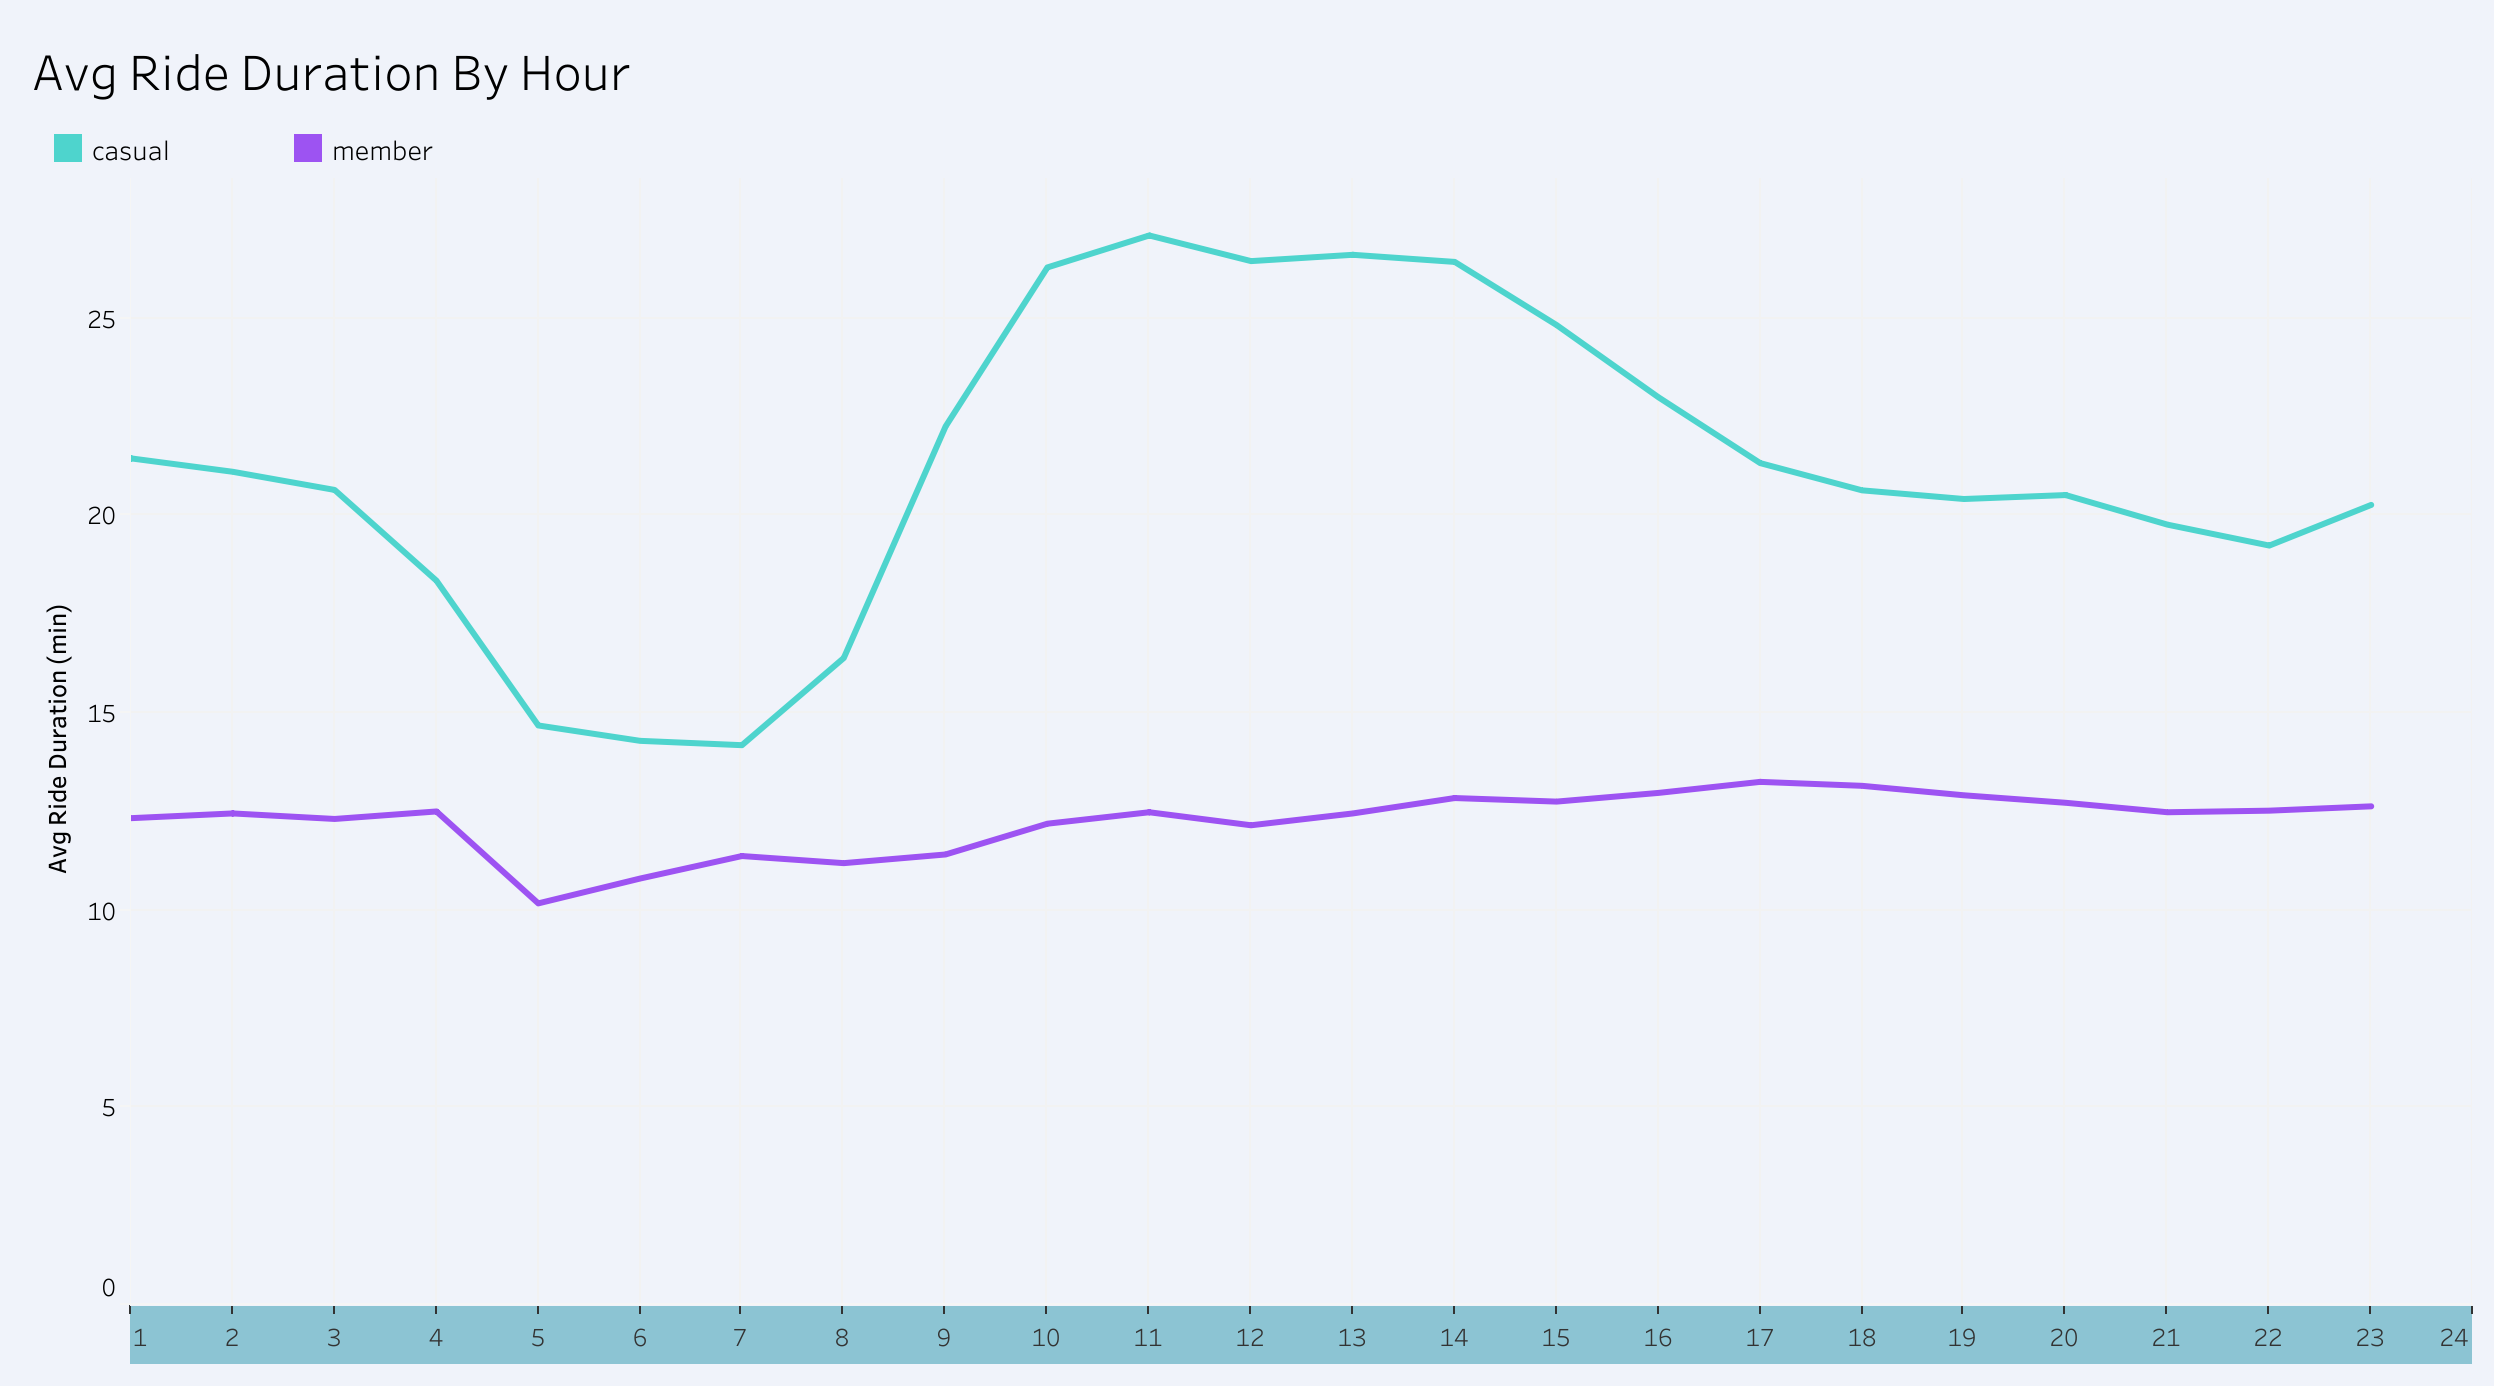 Avg Ride Duration By Hour
casual member
Avg Ride Duration (min)
25
20
15
10
5
0
1 2 3 4 5 6 7 8 9 10 11 12 13 14 15 16 17 18 19 20 21 22 23 24